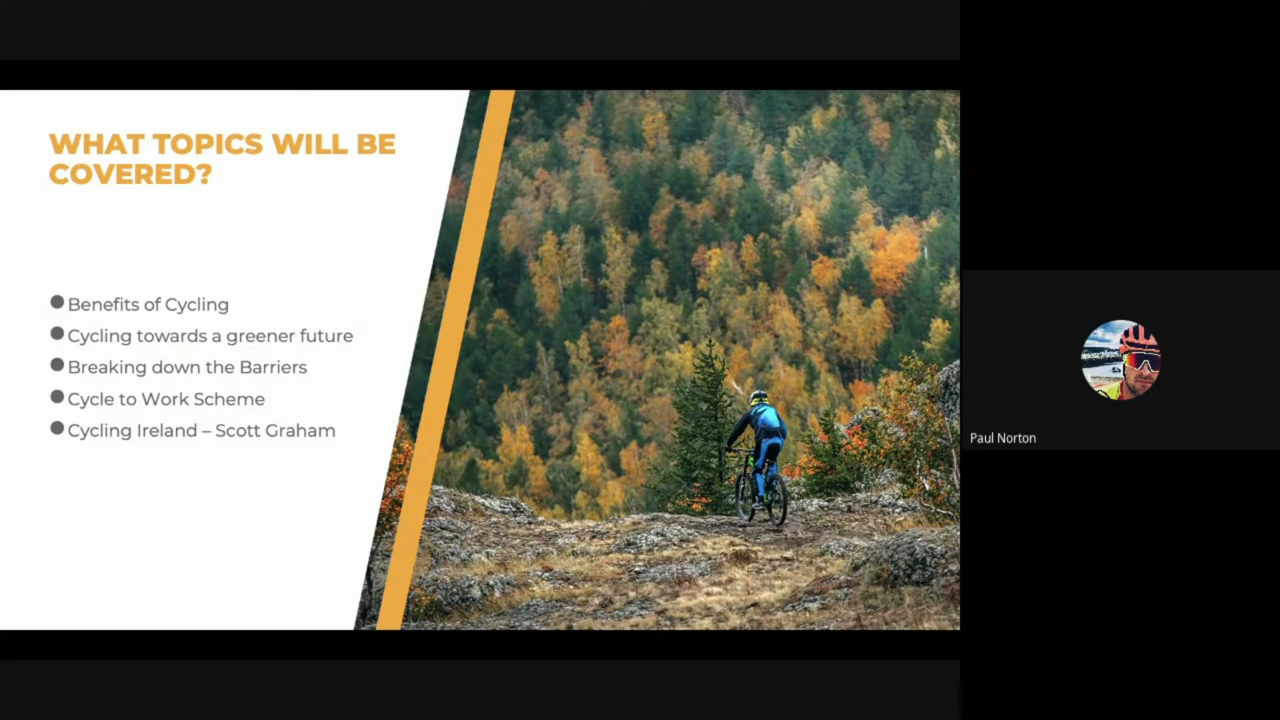 WHAT TOPICS WILL BE
COVERED?
Benefits of Cycling
Cycling towards a greener future
Breaking down the Barriers
Cycle to Work Scheme
Cycling Ireland – Scott Graham
Paul Norton